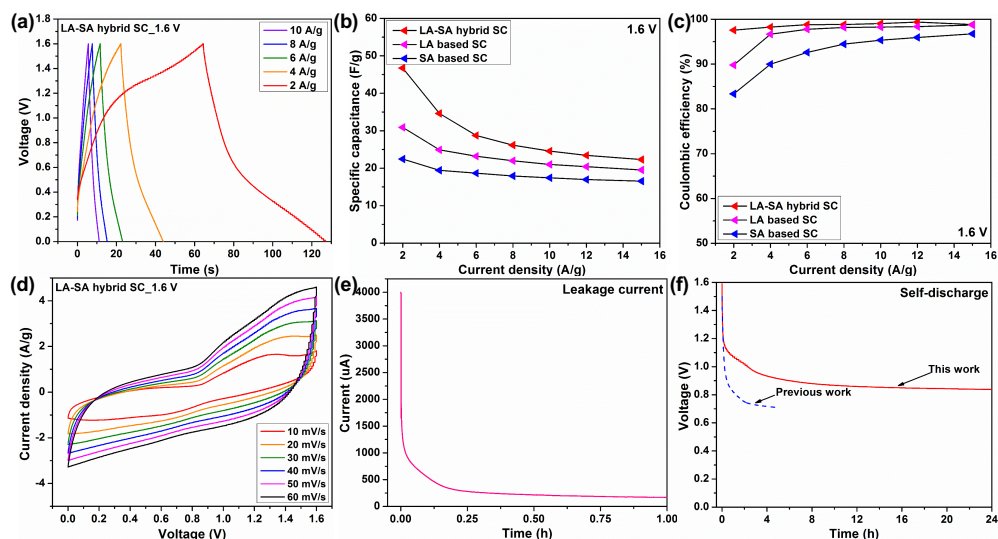 (a)
LA-SA hybrid SC_1.6 V
10 A/g
8 A/g
6 A/g
4 A/g
2 A/g
Voltage (V)
1.8
1.6
1.4
1.2
1.0
0.8
0.6
0.4
0.2
0.0
0 20 40 60 80 100 120
Time (s)
(b)
1.6 V
LA-SA hybrid SC
LA based SC
SA based SC
Specific capacitance (F/g)
60
50
40
30
20
10
0
2 4 6 8 10 12 14 16
Current density (A/g)
(c)
Coulombic efficiency (%)
100
90
80
70
60
50
LA-SA hybrid SC
LA based SC
SA based SC
1.6 V
2 4 6 8 10 12 14 16
Current density (A/g)
(d)
LA-SA hybrid SC_1.6 V
Current density (A/g)
4
2
0
-2
-4
10 mV/s
20 mV/s
30 mV/s
40 mV/s
50 mV/s
60 mV/s
0.0 0.2 0.4 0.6 0.8 1.0 1.2 1.4 1.6
Voltage (V)
(e)
Leakage current
Current (uA)
4000
3500
3000
2500
2000
1500
1000
500
0
0.00 0.25 0.50 0.75 1.00
Time (h)
(f)
Self-discharge
Voltage (V)
1.6
1.4
1.2
1.0
0.8
0.6
0.4
0.2
0.0
This work
Previous work
0 4 8 12 16 20 24
Time (h)